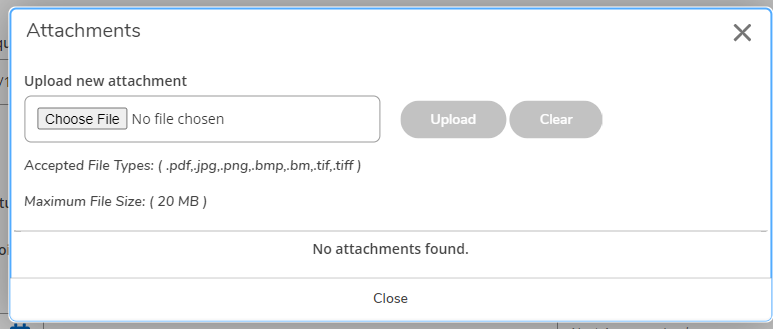 Attachments
Upload new attachment
Choose File No file chosen
Upload
Clear
Accepted File Types: ( .pdf,.jpg,.png,.bmp,.bm,.tif,.tiff )
Maximum File Size: ( 20 MB )
No attachments found.
Close